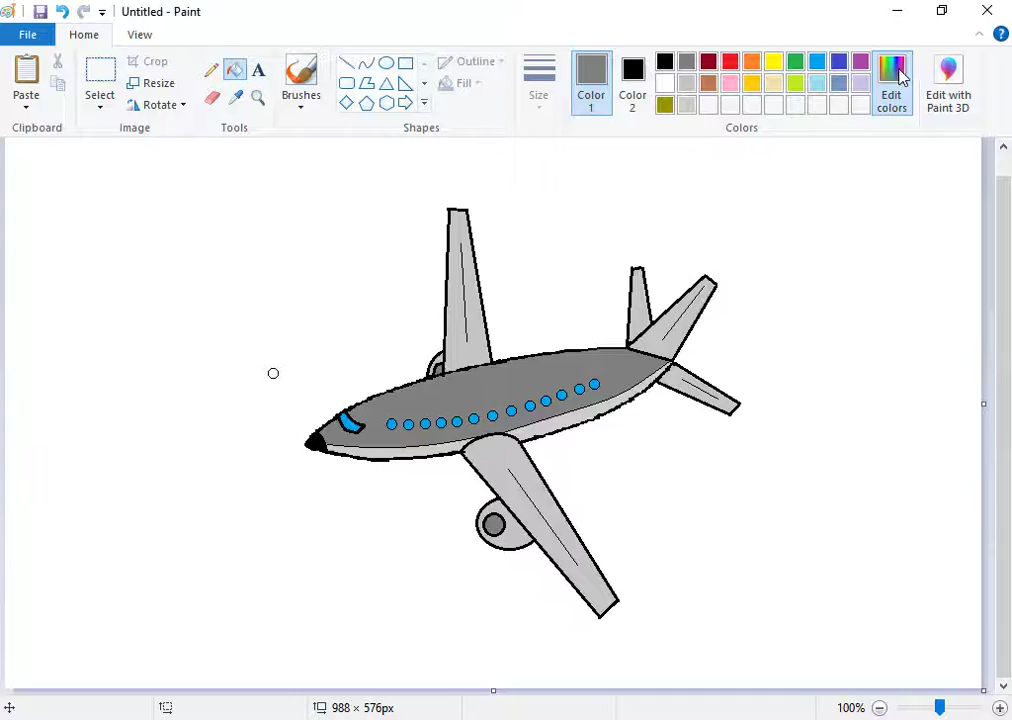 Untitled - Paint
File
Home
View
Paste
Clipboard
Select
Crop
Resize
Rotate
Image
A
Tools
Brushes
Outline
Fill
Shapes
Size
Color
1
Color
2
Edit
colors
Colors
Edit with
Paint 3D
?
988 × 576px
100%